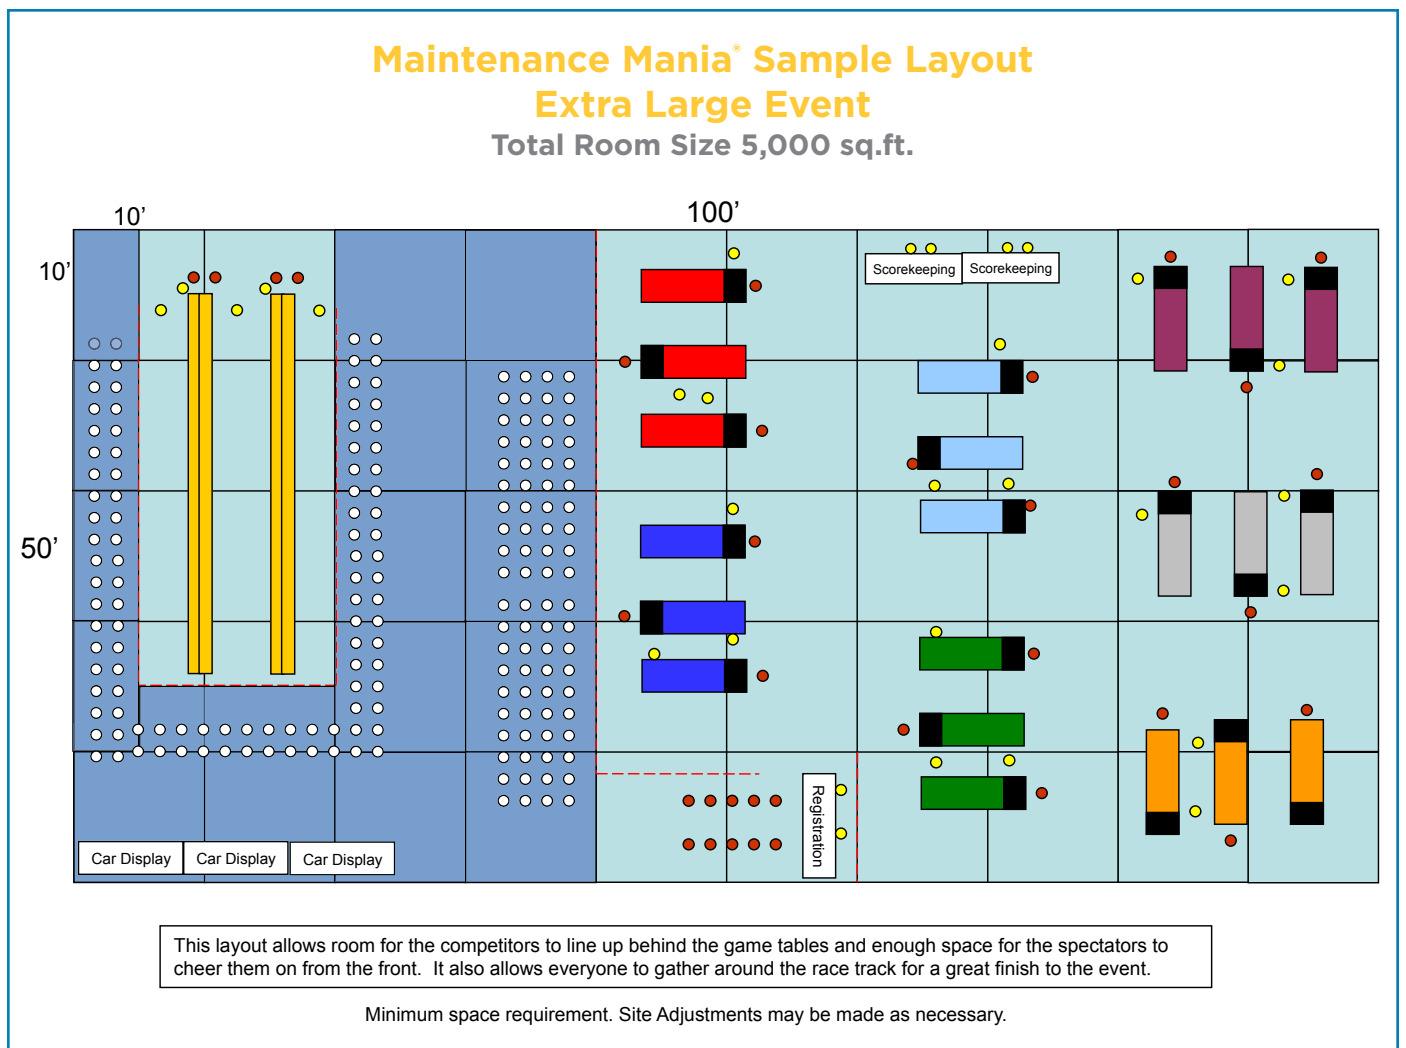 Maintenance Mania® Sample Layout
Extra Large Event
Total Room Size 5,000 sq.ft.
10’
100’
10’
50’
Scorekeeping
Scorekeeping
Registration
Car Display
Car Display
Car Display
This layout allows room for the competitors to line up behind the game tables and enough space for the spectators to
cheer them on from the front.  It also allows everyone to gather around the race track for a great finish to the event.
Minimum space requirement. Site Adjustments may be made as necessary.